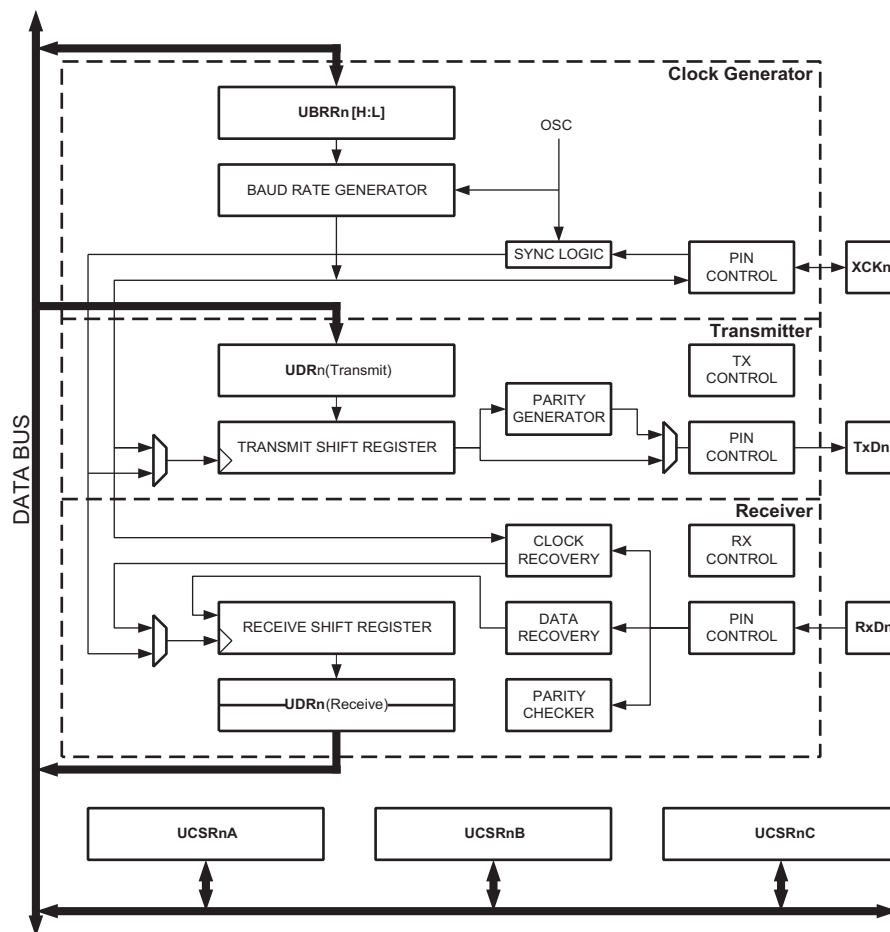 Clock Generator
UBRRn [H:L]
OSC
BAUD RATE GENERATOR
SYNC LOGIC
PIN
CONTROL
XCKn
Transmitter
UDRn(Transmit)
TX
CONTROL
PARITY
GENERATOR
TRANSMIT SHIFT REGISTER
PIN
CONTROL
TxDn
DATA BUS
Receiver
CLOCK
RECOVERY
RX
CONTROL
RECEIVE SHIFT REGISTER
DATA
RECOVERY
PIN
CONTROL
RxDn
UDRn(Receive)
PARITY
CHECKER
UCSRnA
UCSRnB
UCSRnC